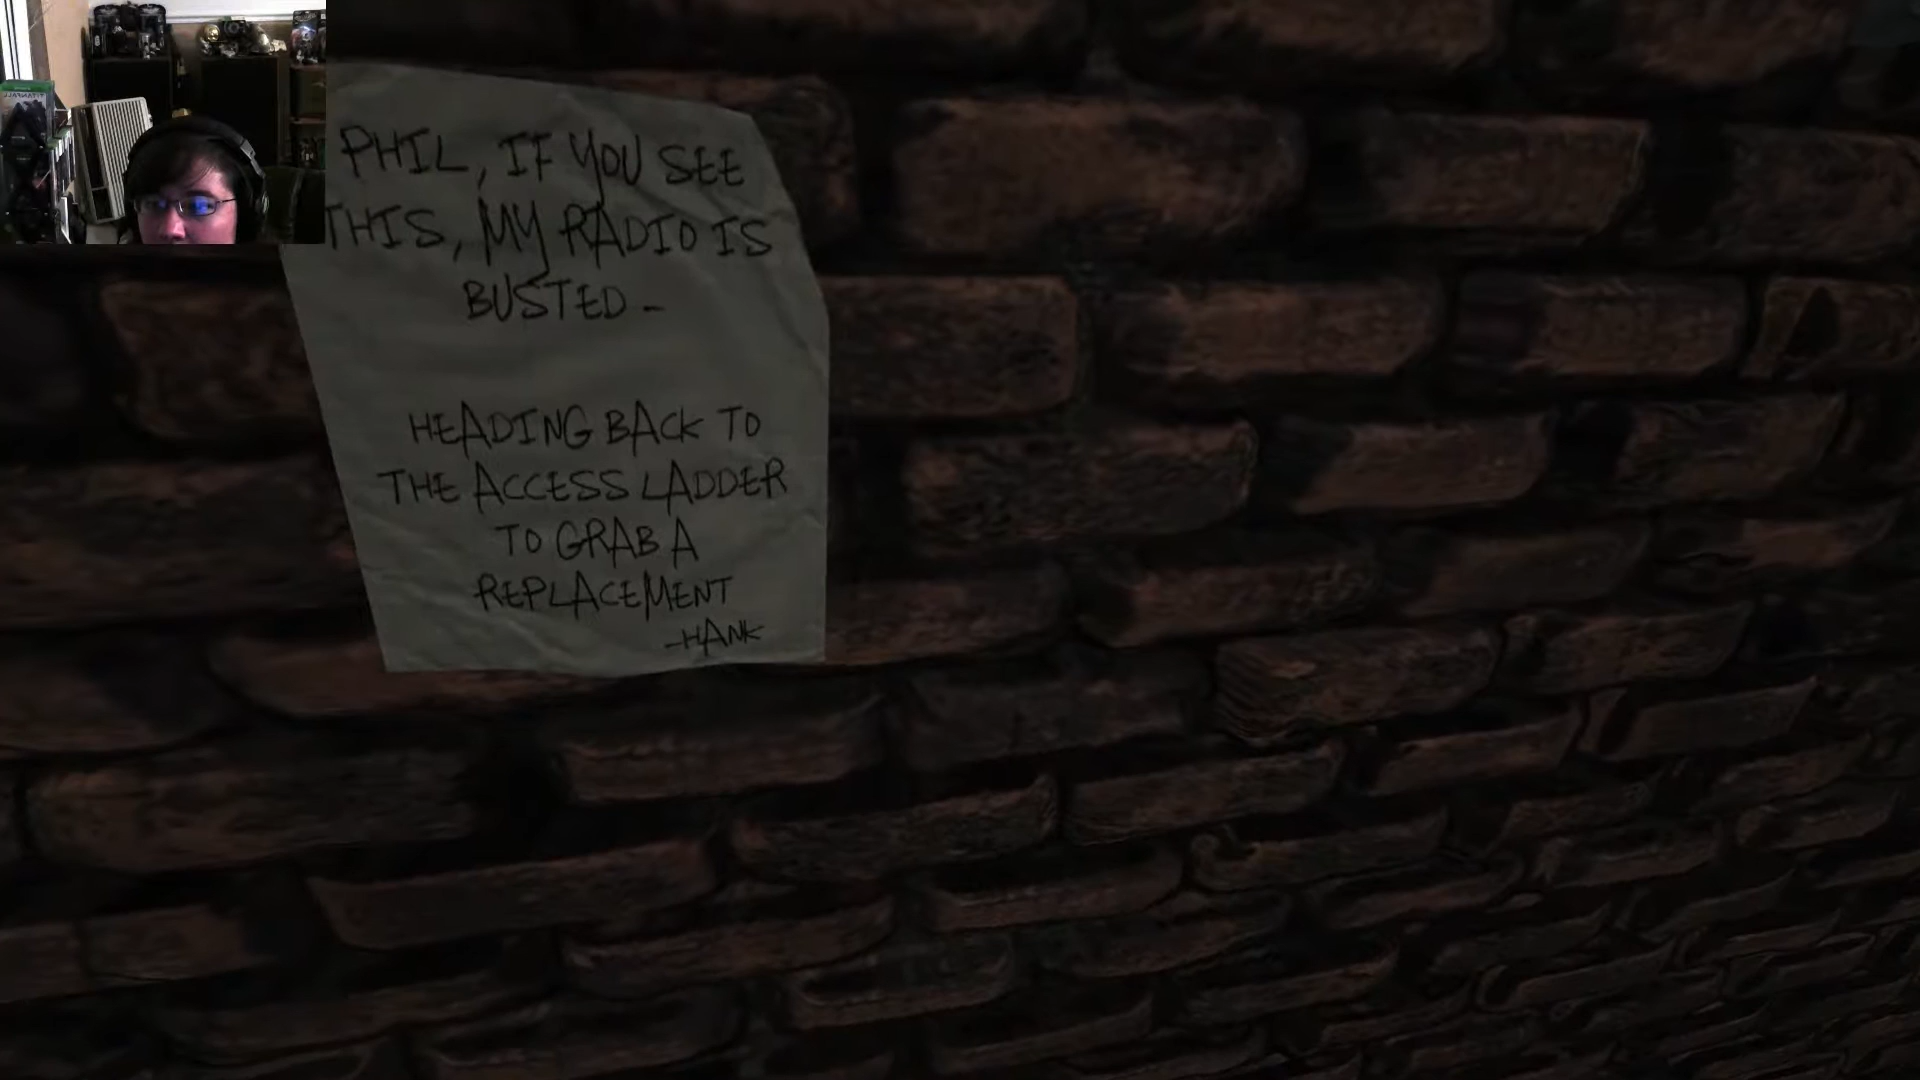 PHIL, IF YOU SEE
THIS, MY RADIO IS
BUSTED -
HEADING BACK TO
THE ACCESS LADDER
TO GRAB A
REPLACEMENT
-HANK
TITANFALL